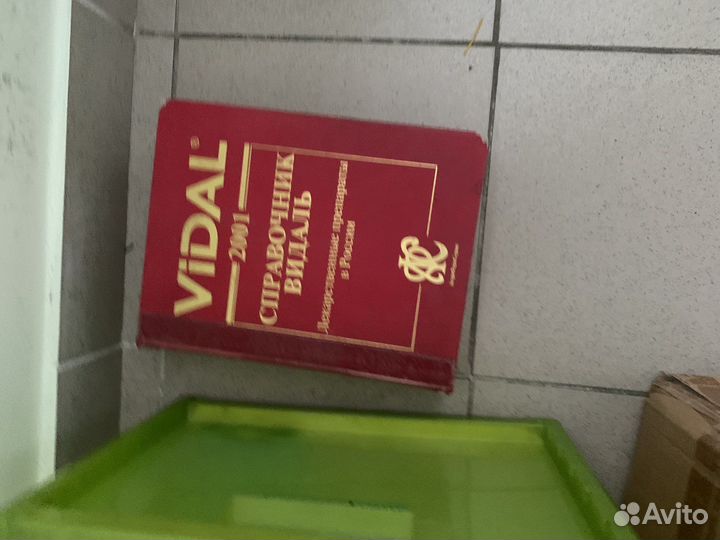 ViDAL®
2001
СПРАВОЧНИК
ВИДАЛЬ
Лекарственные препараты
в России
Avito